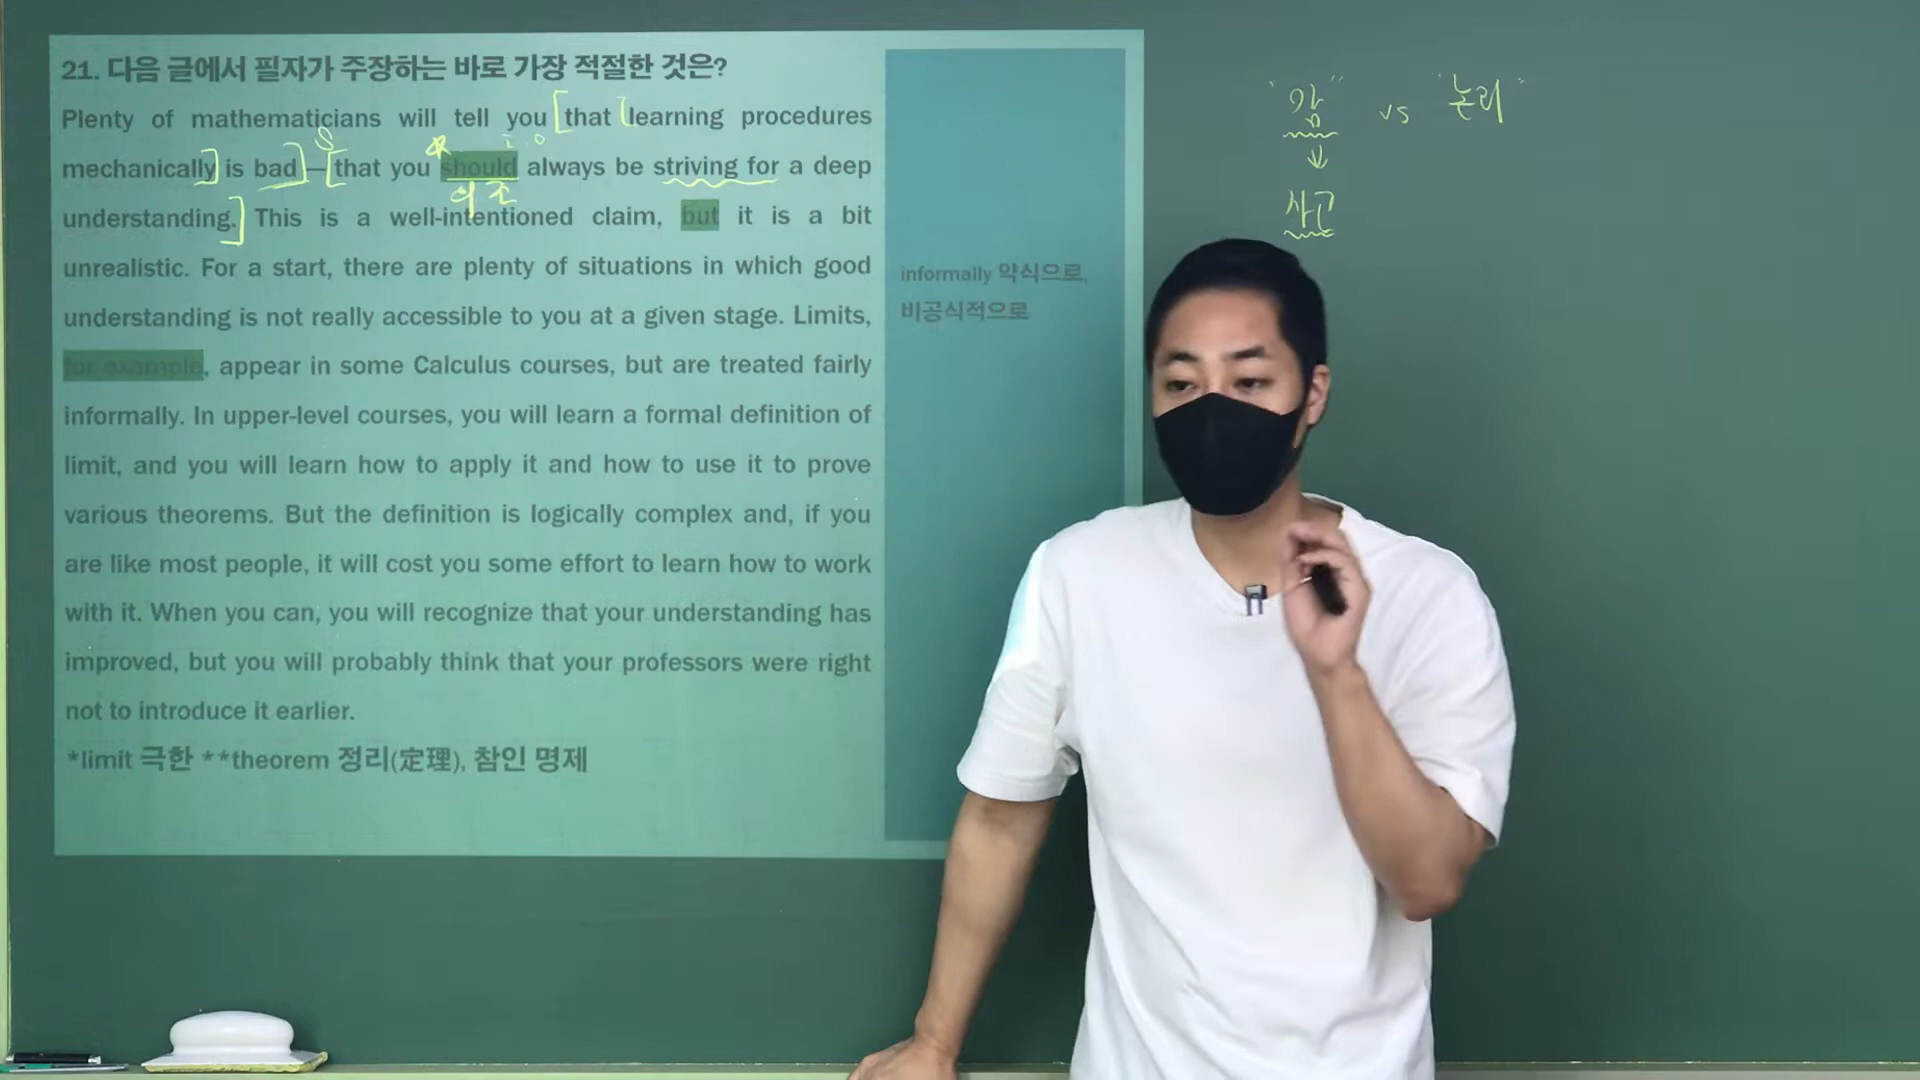 21. 다음 글에서 필자가 주장하는 바로 가장 적절한 것은?
Plenty of mathematicians will tell you [that [learning procedures
mechanically] is bad]—[that you should always be striving for a deep
understanding.] This is a well-intentioned claim, but it is a bit
unrealistic. For a start, there are plenty of situations in which good
understanding is not really accessible to you at a given stage. Limits,
for example, appear in some Calculus courses, but are treated fairly
informally. In upper-level courses, you will learn a formal definition of
limit, and you will learn how to apply it and how to use it to prove
various theorems. But the definition is logically complex and, if you
are like most people, it will cost you some effort to learn how to work
with it. When you can, you will recognize that your understanding has
improved, but you will probably think that your professors were right
not to introduce it earlier.
*limit 극한 **theorem 정리(定理), 참인 명제
informally 약식으로,
비공식적으로
S
I.O
"암" vs "논리"
↓
사고